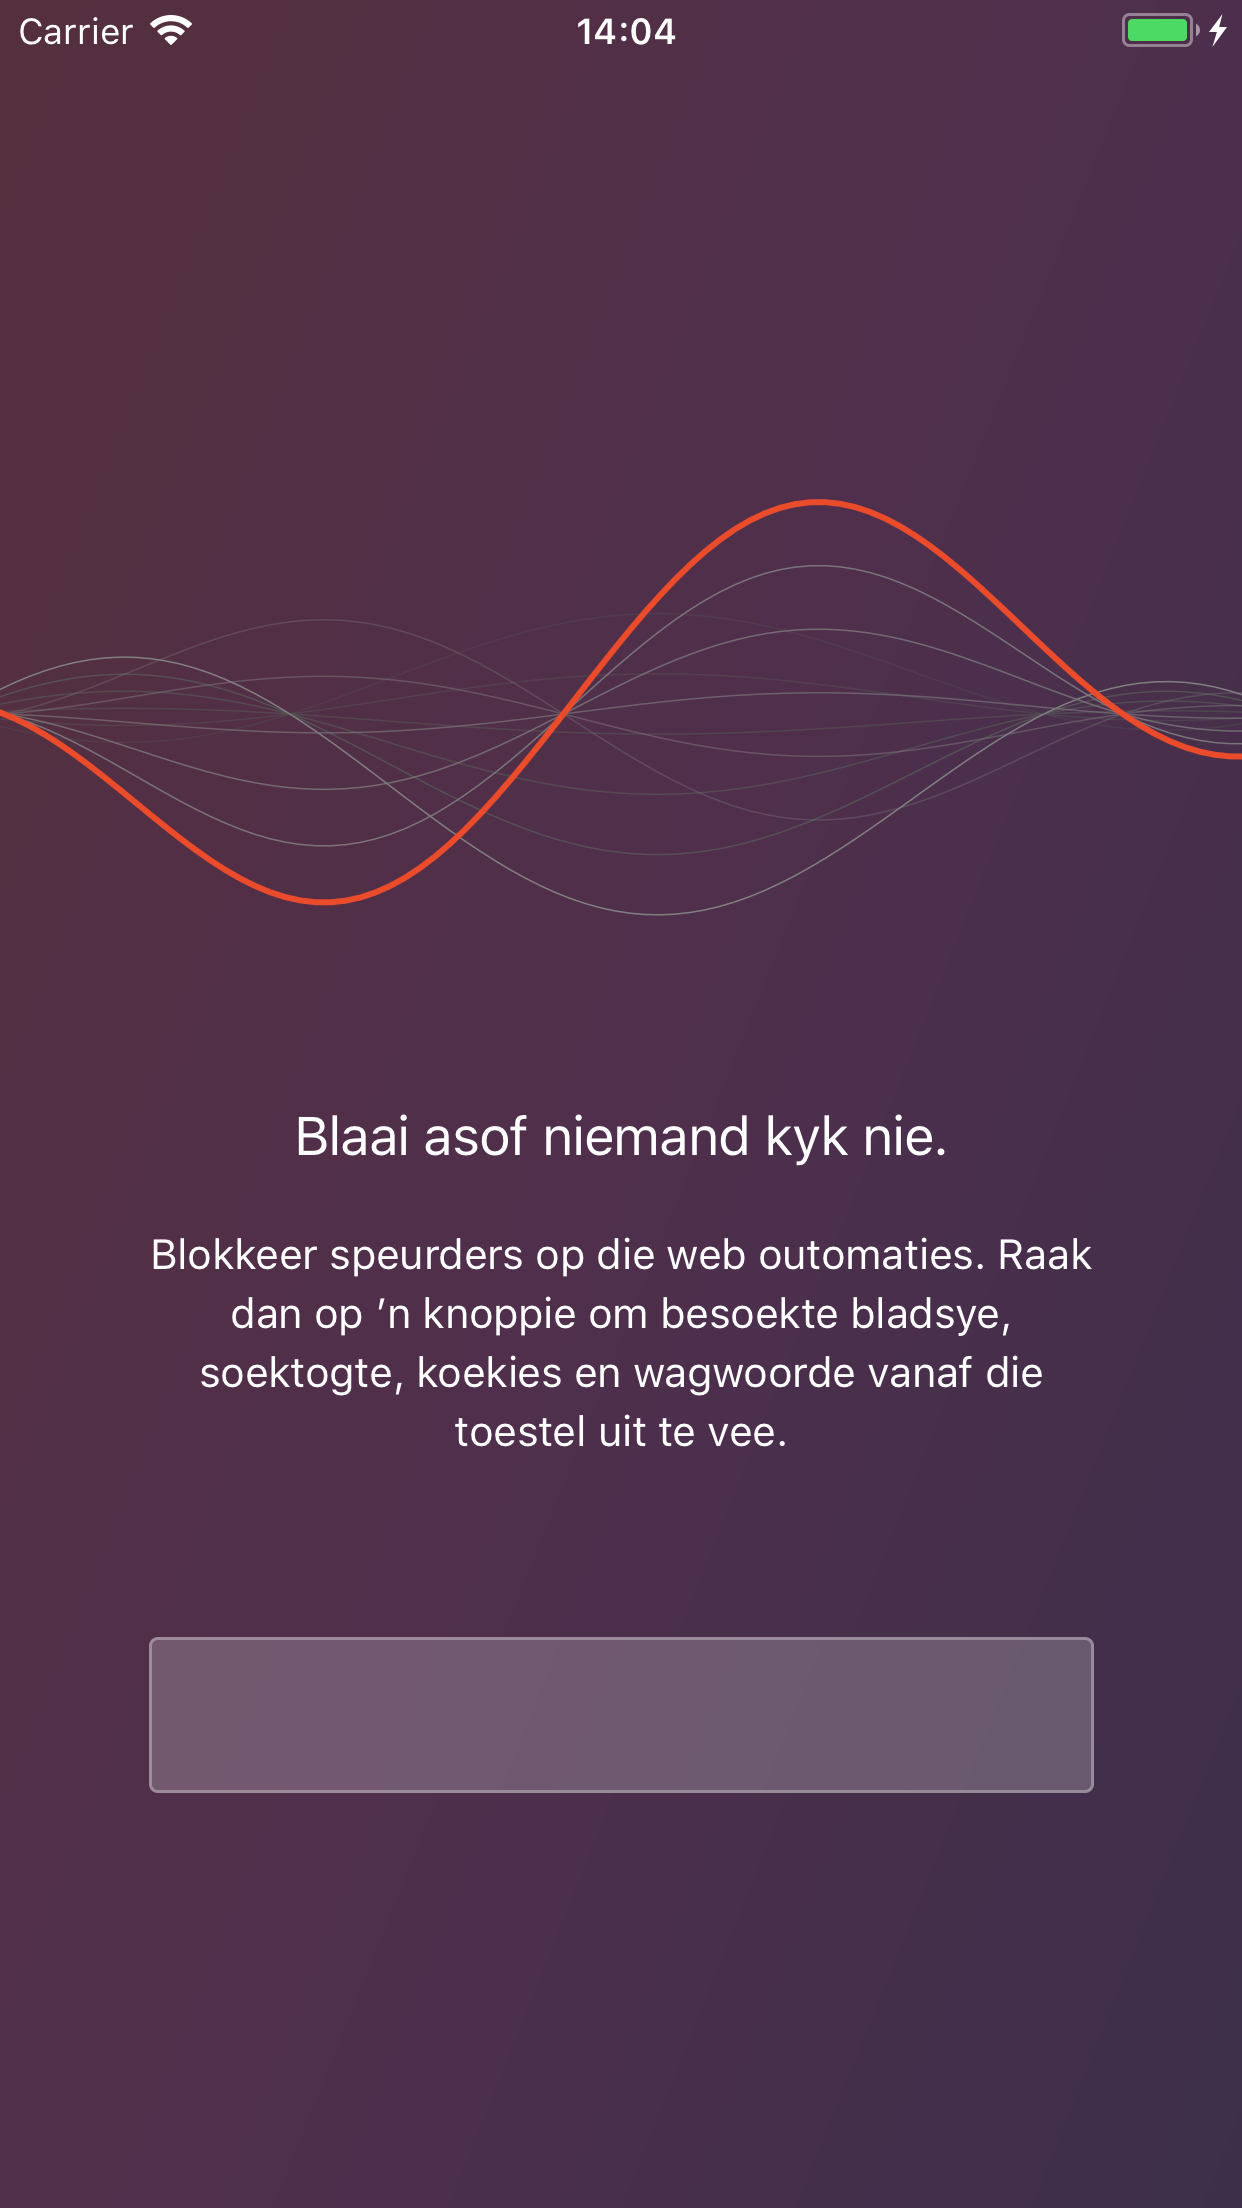 Carrier
14:04
Blaai asof niemand kyk nie.
Blokkeer speurders op die web outomaties. Raak
dan op ’n knoppie om besoekte bladsye,
soektogte, koekies en wagwoorde vanaf die
toestel uit te vee.